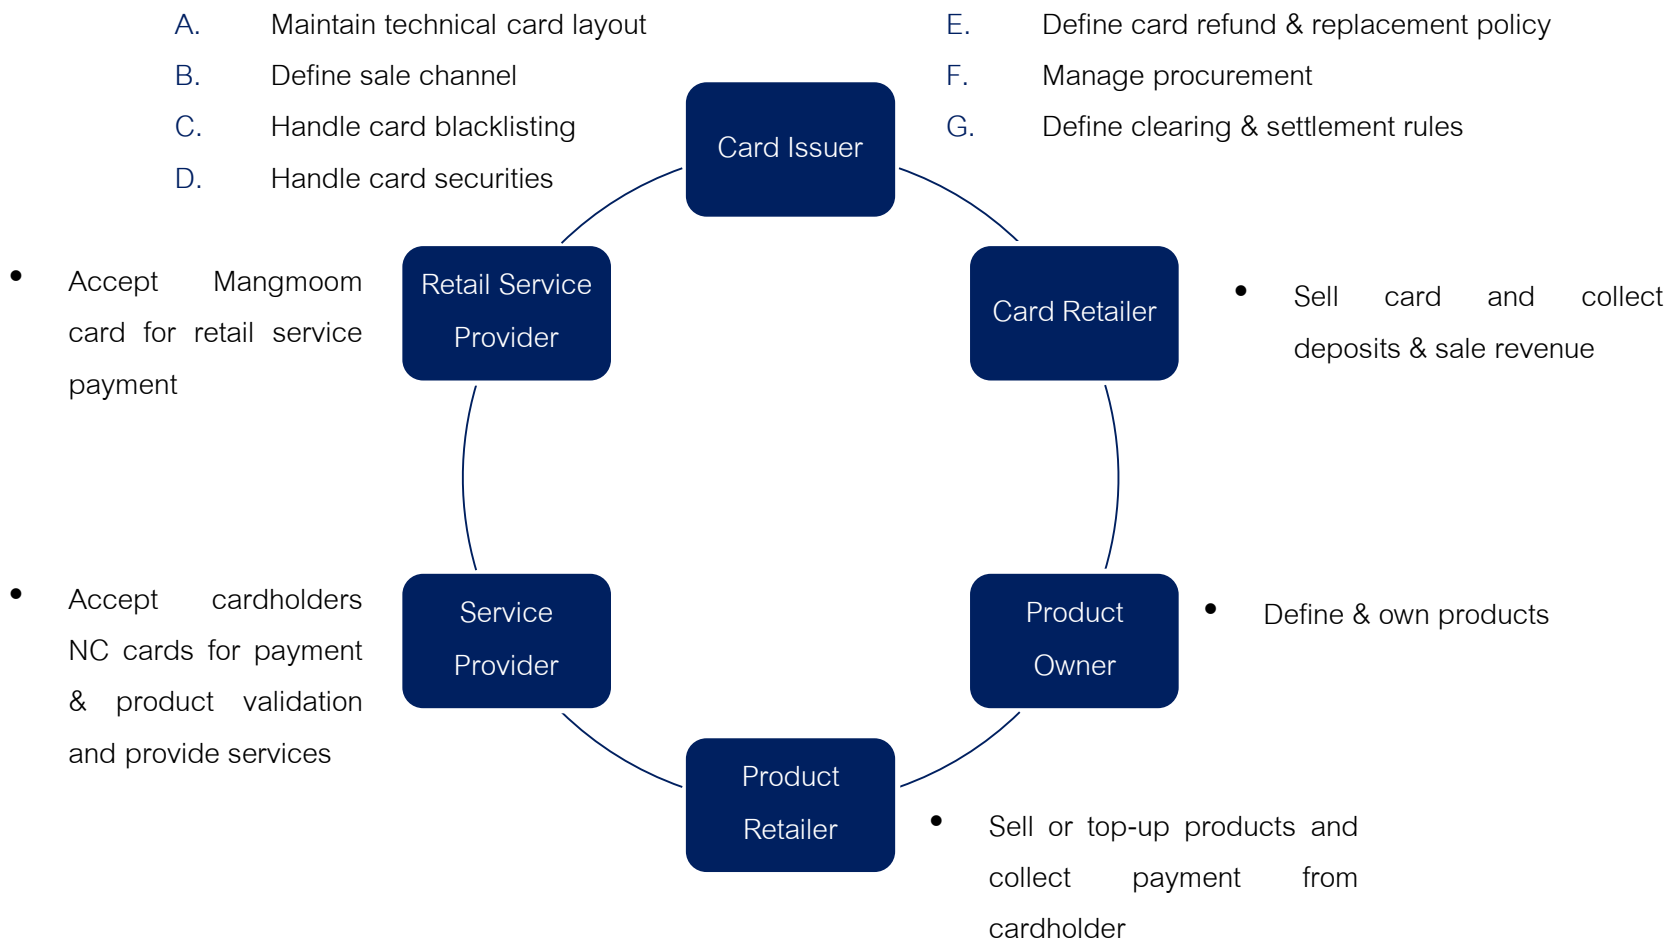 A. Maintain technical card layout
B. Define sale channel
C. Handle card blacklisting
D. Handle card securities
E. Define card refund & replacement policy
F. Manage procurement
G. Define clearing & settlement rules
Card Issuer
Retail Service
Provider
• Accept Mangmoom
card for retail service
payment
Card Retailer
• Sell card and collect
deposits & sale revenue
• Accept cardholders
NC cards for payment
& product validation
and provide services
Service
Provider
Product
Owner
• Define & own products
Product
Retailer
• Sell or top-up products and
collect payment from
cardholder